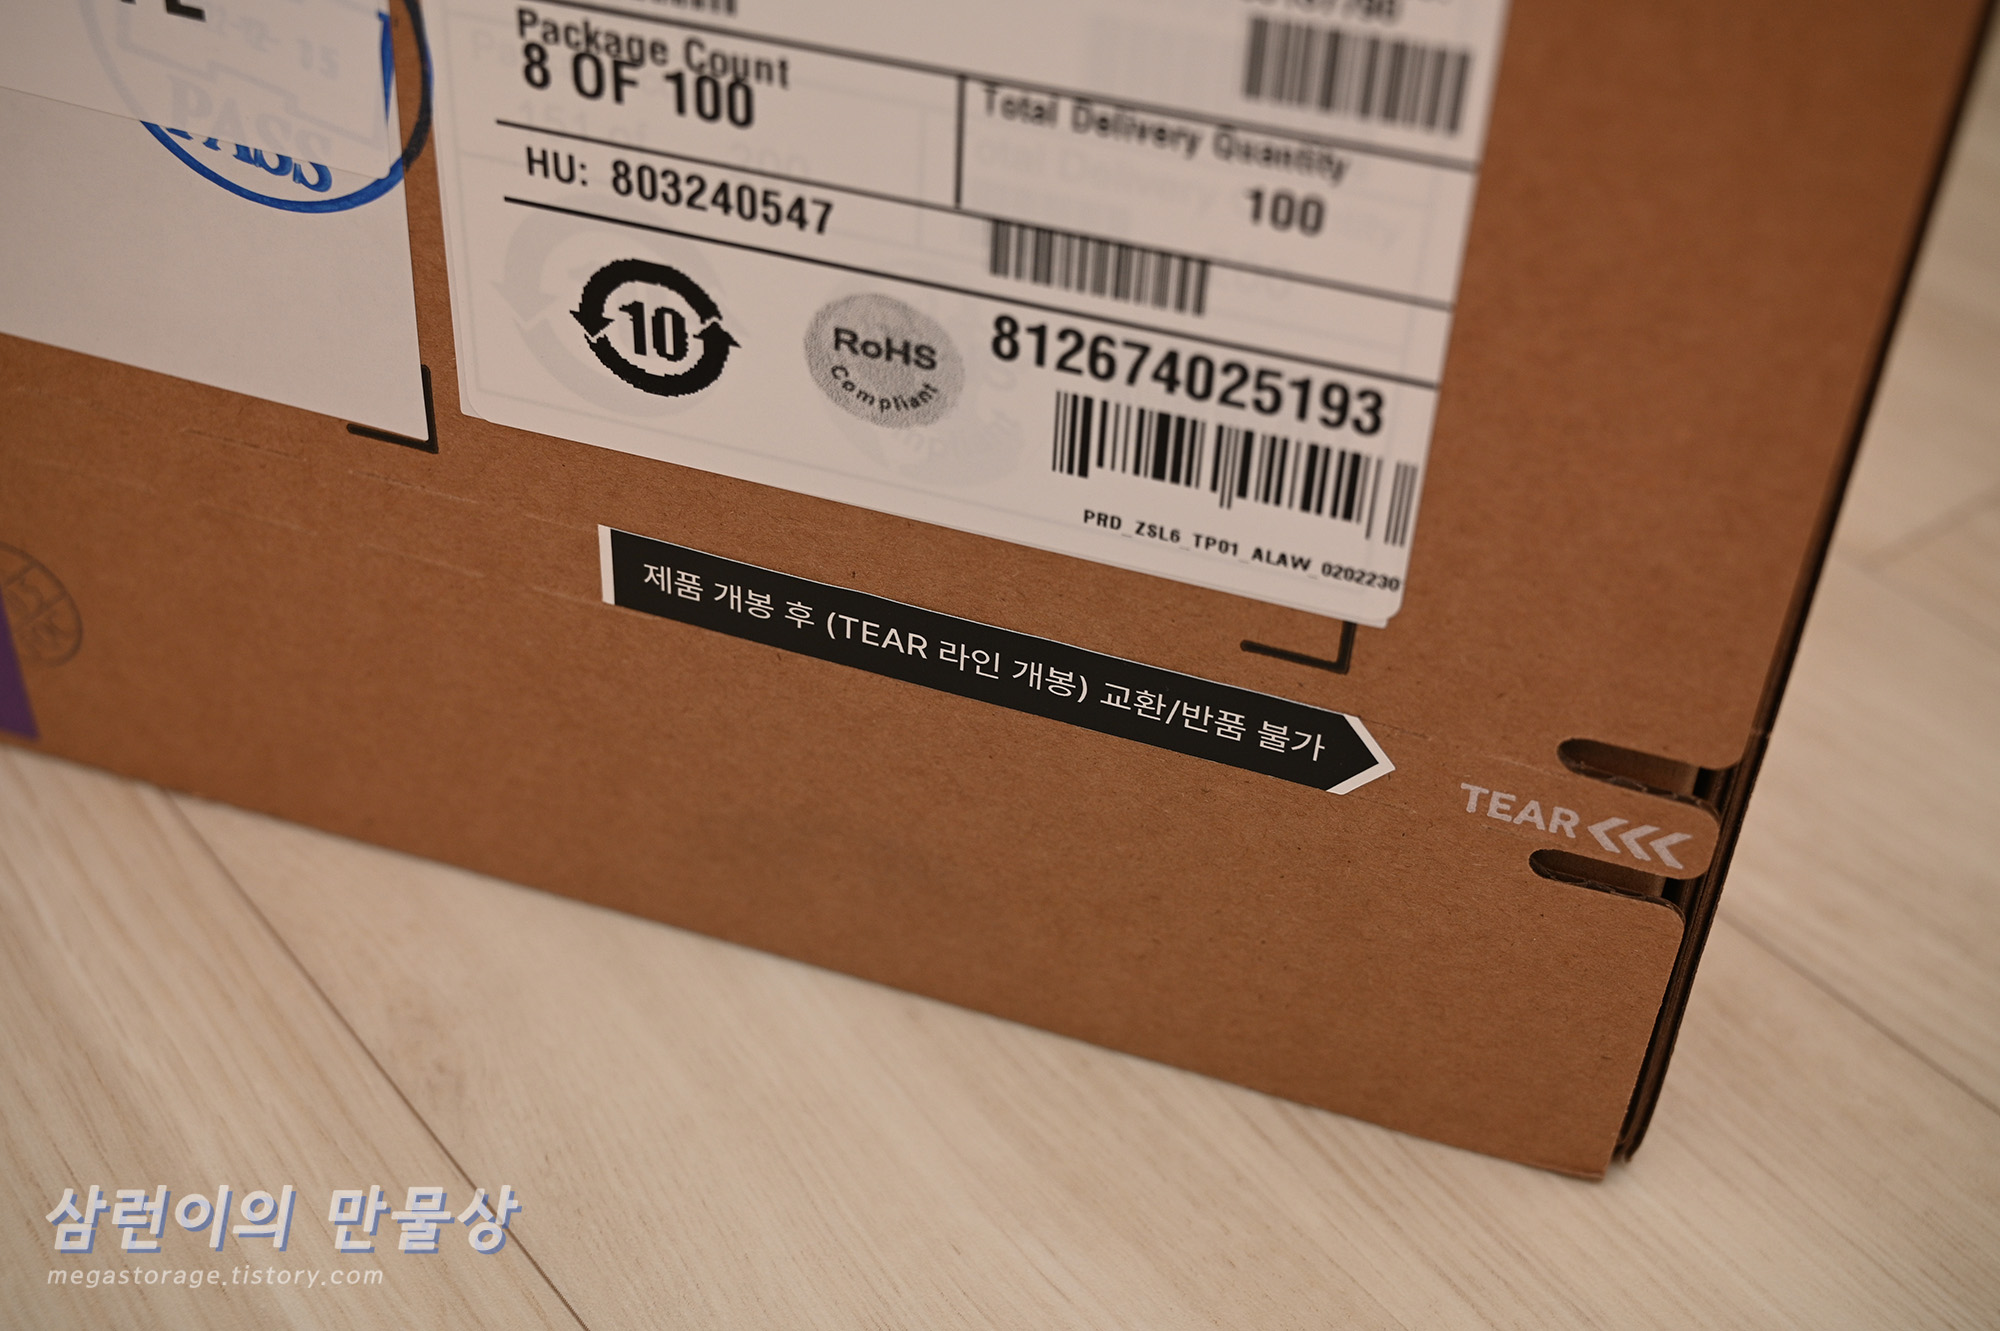 PASS
Package Count
8 OF 100
Total Delivery Quantity
100
HU: 803240547
10
RoHS
Compliant
812674025193
PRD_ZSL6_TP01_ALAW_0202230
제품 개봉 후 (TEAR 라인 개봉) 교환/반품 불가
TEAR
삼런이의 만물상
megastorage.tistory.com